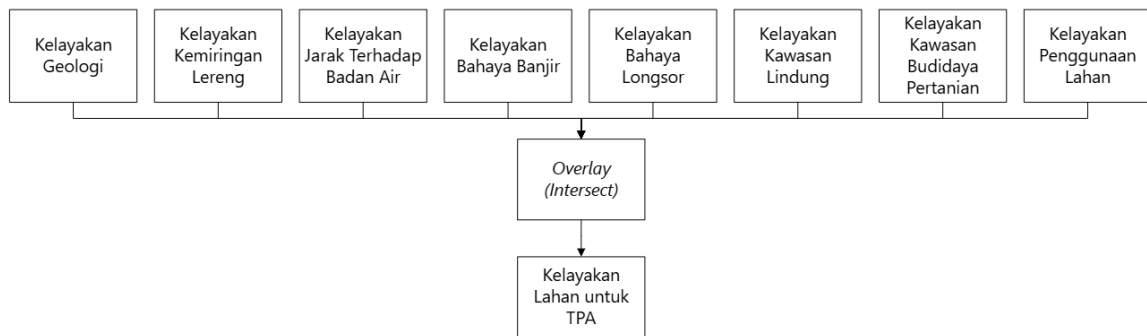 Kelayakan
Geologi
Kelayakan
Kemiringan
Lereng
Kelayakan
Jarak Terhadap
Badan Air
Kelayakan
Bahaya Banjir
Kelayakan
Bahaya
Longsor
Kelayakan
Kawasan
Lindung
Kelayakan
Kawasan
Budidaya
Pertanian
Kelayakan
Penggunaan
Lahan
Overlay
(Intersect)
Kelayakan
Lahan untuk
TPA